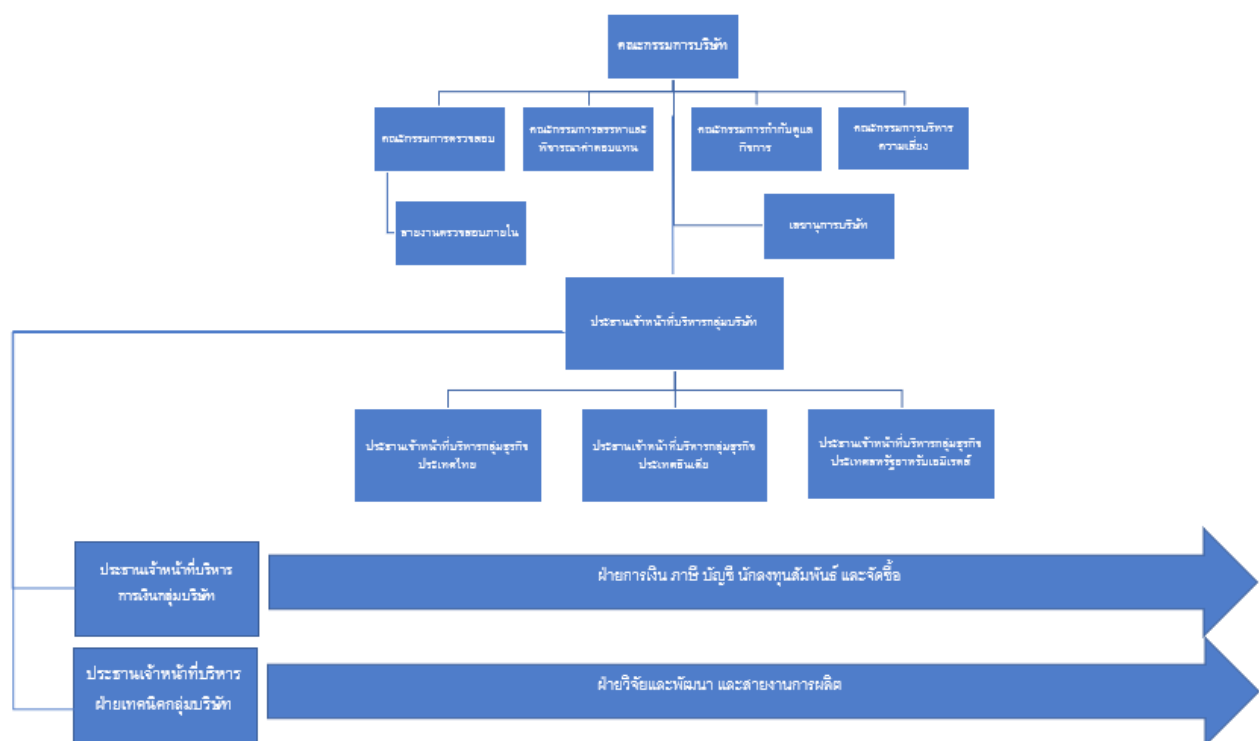 คณะกรรมการบริษัท
คณะกรรมการตรวจสอบ
คณะกรรมการสรรหาและ
พิจารณาค่าตอบแทน
คณะกรรมการกำกับดูแล
กิจการ
คณะกรรมการบริหาร
ความเสี่ยง
สายงานตรวจสอบภายใน
เลขานุการบริษัท
ประธานเจ้าหน้าที่บริหารกลุ่มบริษัท
ประธานเจ้าหน้าที่บริหารกลุ่มธุรกิจ
ประเทศไทย
ประธานเจ้าหน้าที่บริหารกลุ่มธุรกิจ
ประเทศอินเดีย
ประธานเจ้าหน้าที่บริหารกลุ่มธุรกิจ
ประเทศสหรัฐอาหรับเอมิเรตส์
ประธานเจ้าหน้าที่บริหาร
การเงินกลุ่มบริษัท
ฝ่ายการเงิน ภาษี บัญชี นักลงทุนสัมพันธ์ และจัดซื้อ
ประธานเจ้าหน้าที่บริหาร
ฝ่ายเทคนิคกลุ่มบริษัท
ฝ่ายวิจัยและพัฒนา และสายงานการผลิต